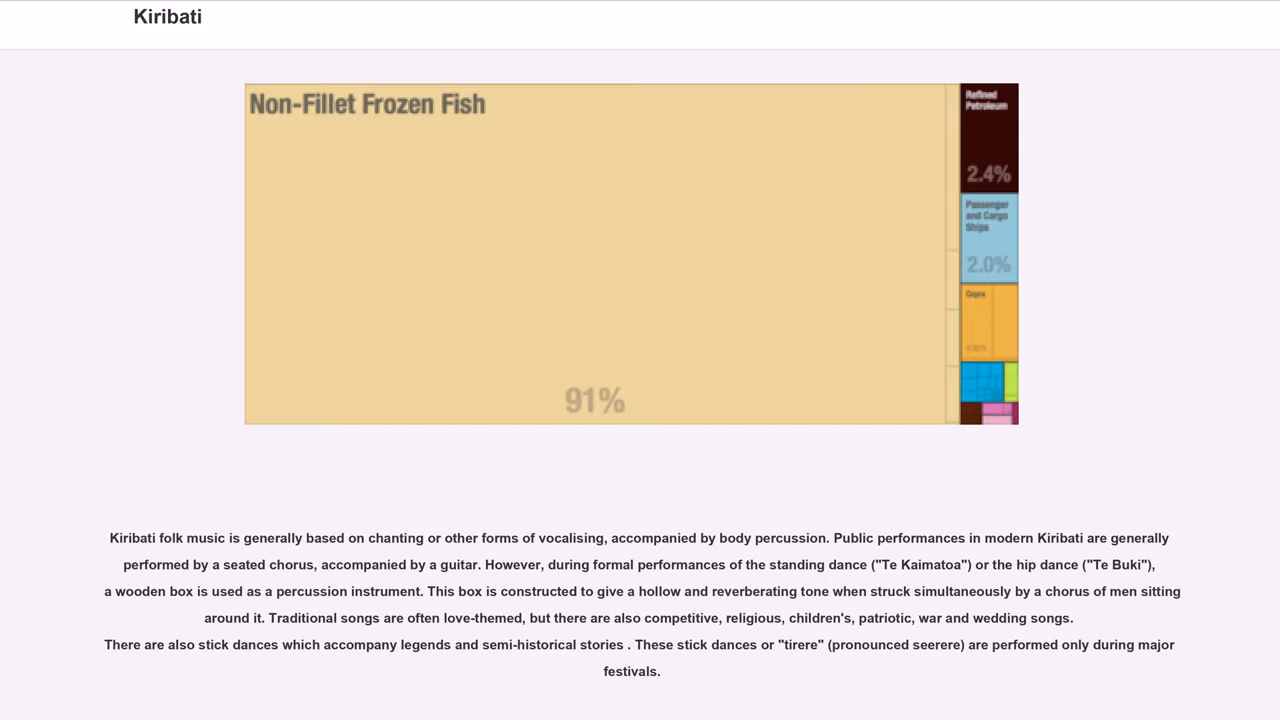 Kiribati
Non-Fillet Frozen Fish
91%
Refined
Petroleum
2.4%
Passenger
and Cargo
Ships
2.0%
Copra
Kiribati folk music is generally based on chanting or other forms of vocalising, accompanied by body percussion. Public performances in modern Kiribati are generally
performed by a seated chorus, accompanied by a guitar. However, during formal performances of the standing dance ("Te Kaimatoa") or the hip dance ("Te Buki"),
a wooden box is used as a percussion instrument. This box is constructed to give a hollow and reverberating tone when struck simultaneously by a chorus of men sitting
around it. Traditional songs are often love-themed, but there are also competitive, religious, children's, patriotic, war and wedding songs.
There are also stick dances which accompany legends and semi-historical stories . These stick dances or "tirere" (pronounced seerere) are performed only during major
festivals.